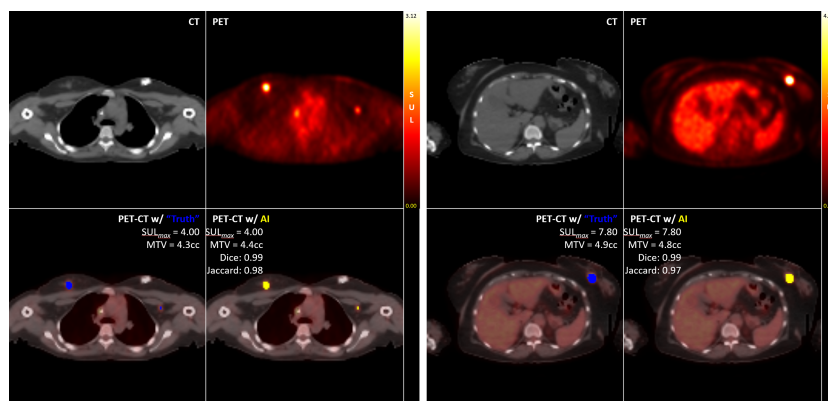 CT
PET
3.12
S
U
L
0.00
PET-CT w/ "Truth"
SULmax = 4.00
MTV = 4.3cc
PET-CT w/ AI
SULmax = 4.00
MTV = 4.4cc
Dice: 0.99
Jaccard: 0.98
CT
PET
4.
0.
PET-CT w/ "Truth"
SULmax = 7.80
MTV = 4.9cc
PET-CT w/ AI
SULmax = 7.80
MTV = 4.8cc
Dice: 0.99
Jaccard: 0.97